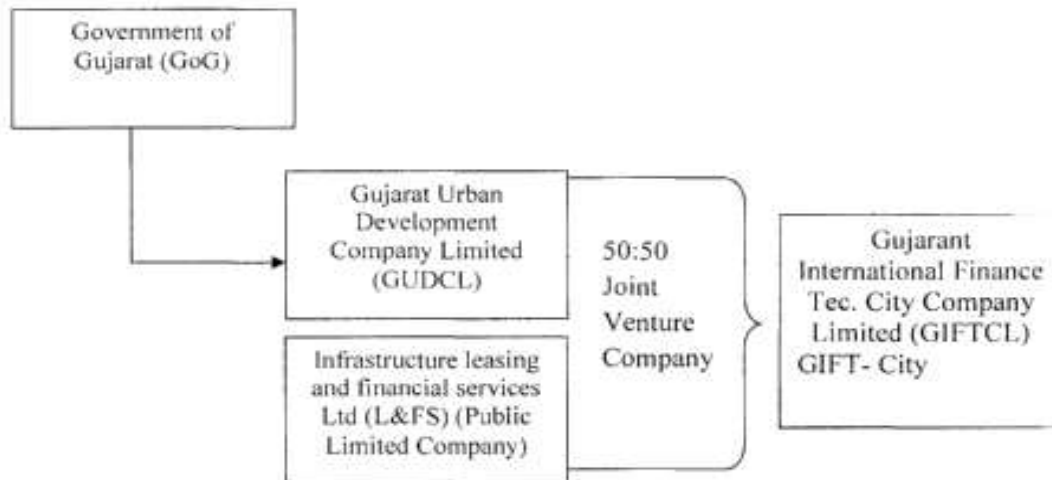 Government of
Gujarat (GoG)
Gujarat Urban
Development
Company Limited
(GUDCL)
50:50
Joint
Venture
Company
Infrastructure leasing
and financial services
Ltd (L&FS) (Public
Limited Company)
Gujarant
International Finance
Tec. City Company
Limited (GIFTCL)
GIFT- City